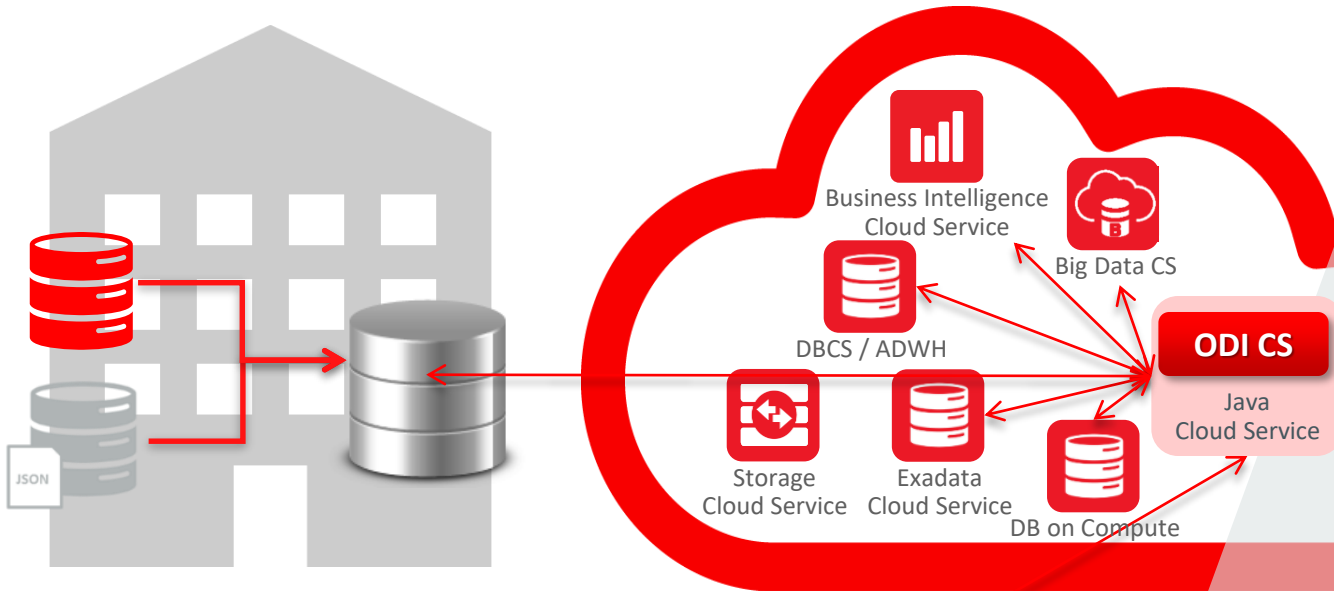 Business Intelligence
Cloud Service
B
Big Data CS
DBCS / ADWH
ODI CS
Java
Cloud Service
JSON
Storage
Cloud Service
Exadata
Cloud Service
DB on Compute